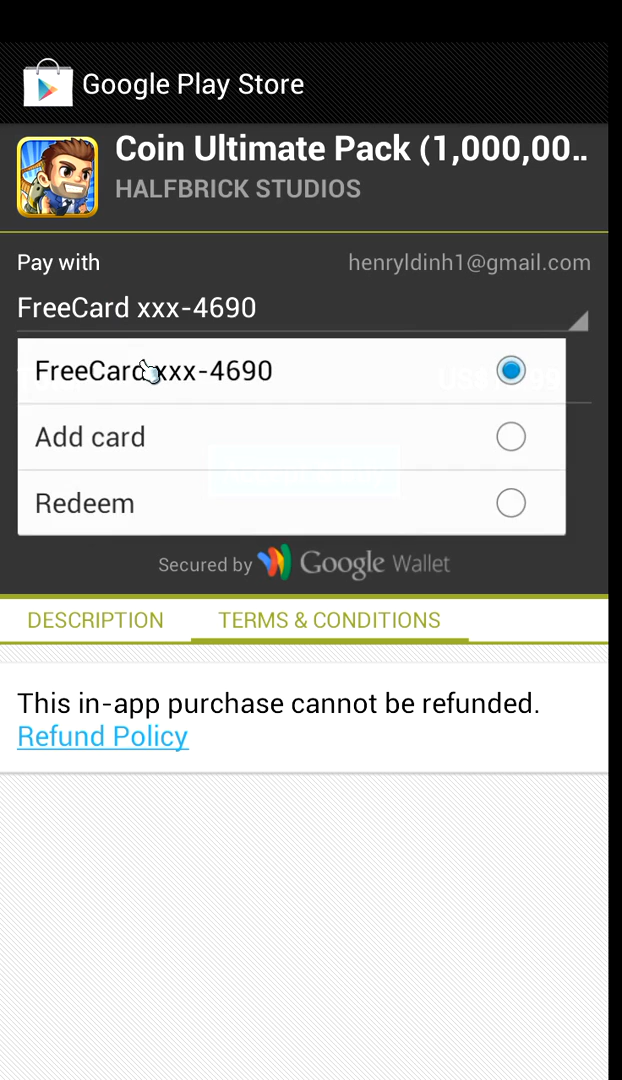 Google Play Store
Coin Ultimate Pack (1,000,00..
HALFBRICK STUDIOS
Pay with henryldinh1@gmail.com
FreeCard xxx-4690
FreeCard xxx-4690
Add card
Redeem
Secured by Google Wallet
DESCRIPTION TERMS & CONDITIONS
This in-app purchase cannot be refunded.
Refund Policy